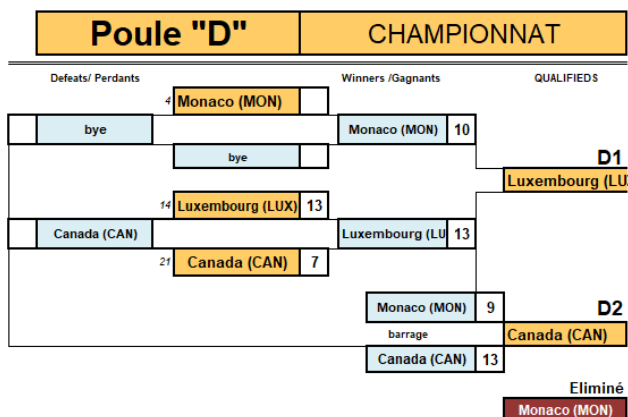 Poule "D" CHAMPIONNAT
Defeats/ Perdants Winners /Gagnants QUALIFIEDS
4 Monaco (MON)
bye Monaco (MON) 10
bye
D1
Luxembourg (LU
14 Luxembourg (LUX) 13
Canada (CAN) Luxembourg (LU 13
21 Canada (CAN) 7
Monaco (MON) 9 D2
barrage Canada (CAN)
Canada (CAN) 13
Eliminé
Monaco (MON)